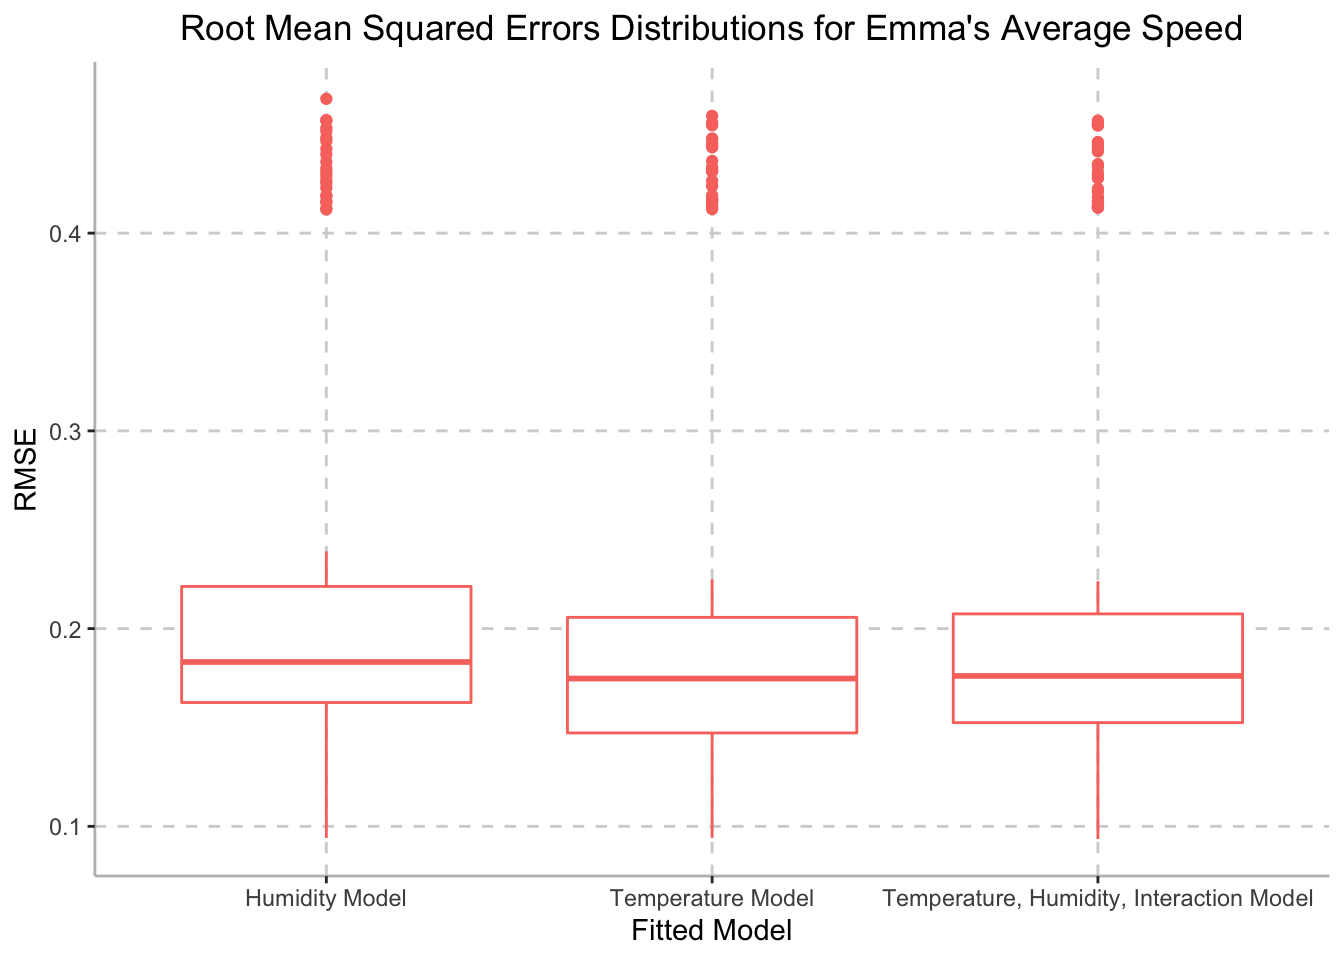 Root Mean Squared Errors Distributions for Emma's Average Speed
RMSE
0.4
0.3
0.2
0.1
Humidity Model
Temperature Model
Temperature, Humidity, Interaction Model
Fitted Model